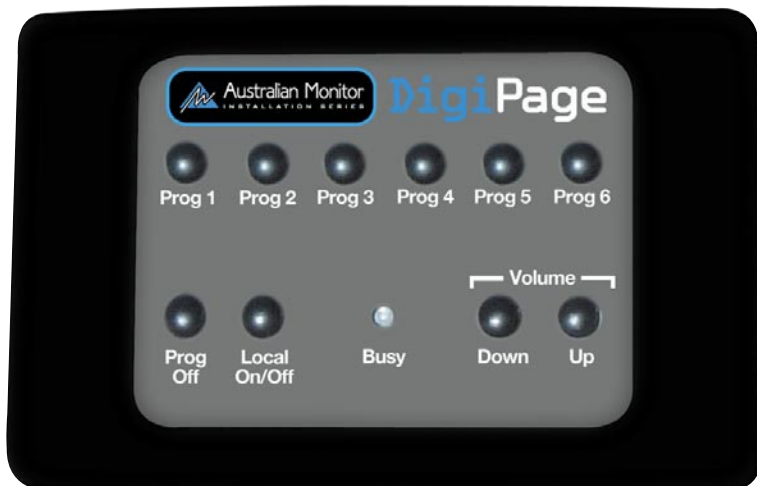 Australian Monitor
INSTALLATION SERIES
DigiPage
Prog 1 Prog 2 Prog 3 Prog 4 Prog 5 Prog 6
Volume
Prog Off
Local On/Off
Busy
Down
Up